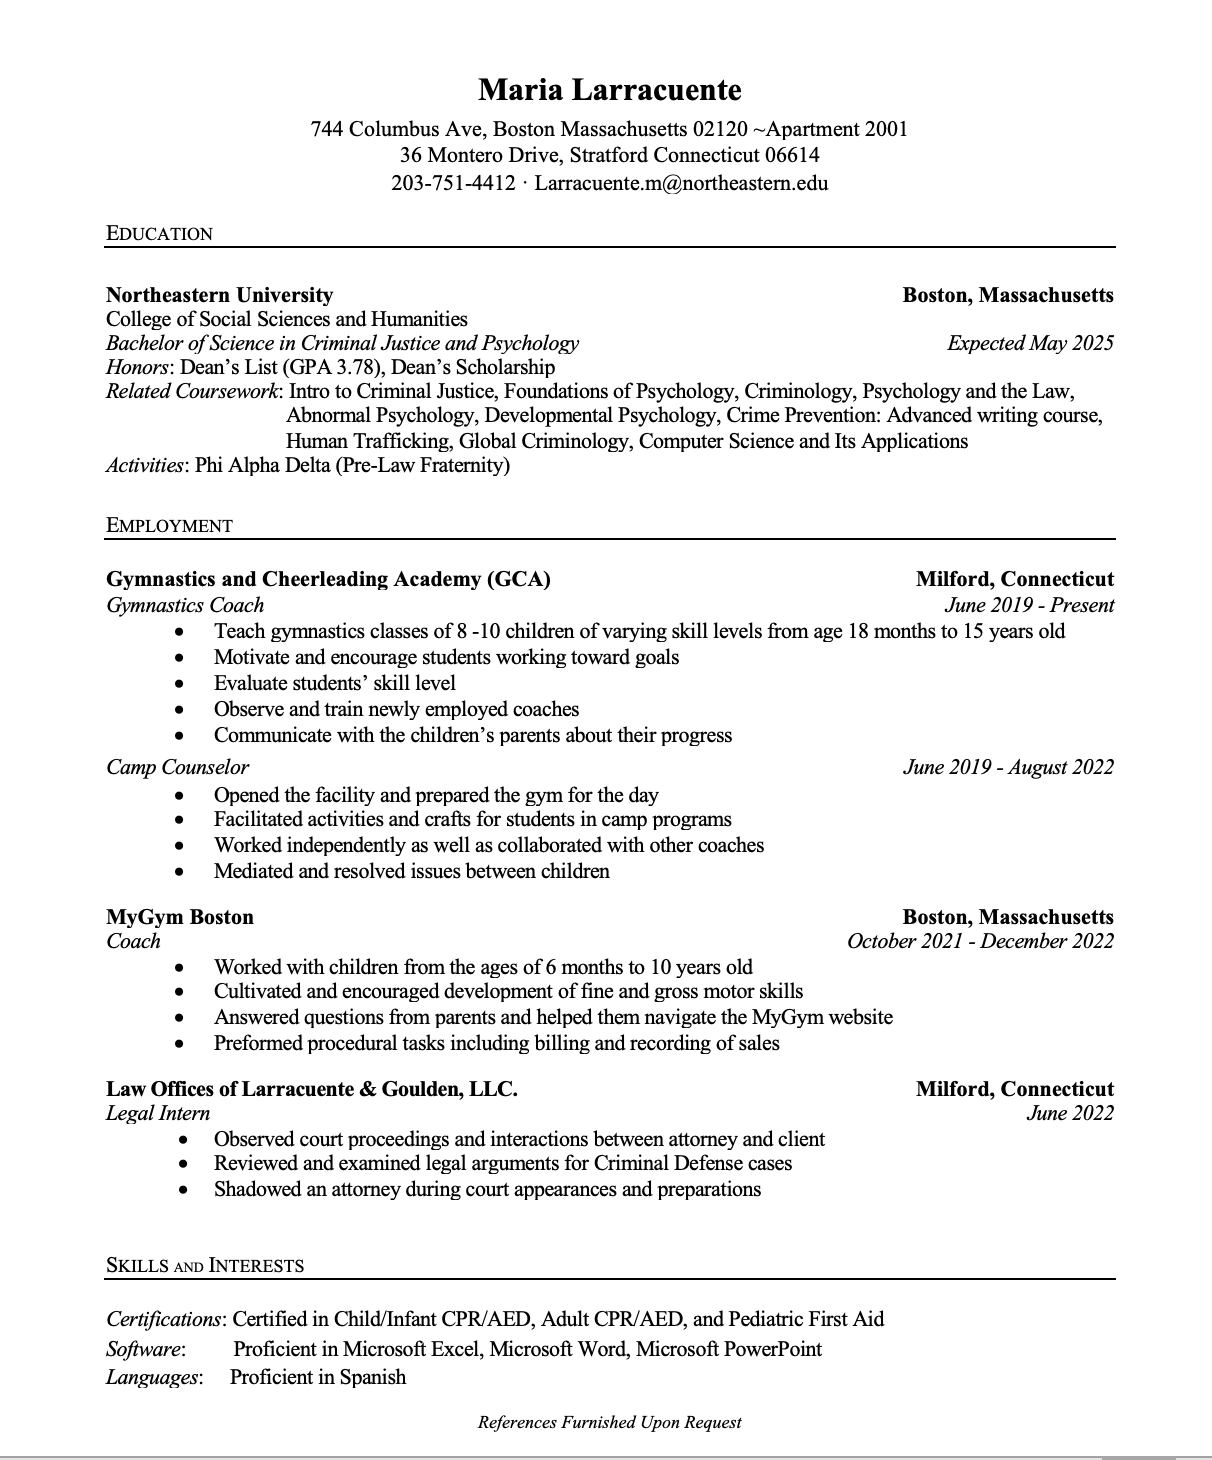 Maria Larracuente
744 Columbus Ave, Boston Massachusetts 02120 ~Apartment 2001
36 Montero Drive, Stratford Connecticut 06614
203-751-4412 · Larracuente.m@northeastern.edu
EDUCATION
Northeastern University Boston, Massachusetts
College of Social Sciences and Humanities
Bachelor of Science in Criminal Justice and Psychology Expected May 2025
Honors: Dean’s List (GPA 3.78), Dean’s Scholarship
Related Coursework: Intro to Criminal Justice, Foundations of Psychology, Criminology, Psychology and the Law,
Abnormal Psychology, Developmental Psychology, Crime Prevention: Advanced writing course,
Human Trafficking, Global Criminology, Computer Science and Its Applications
Activities: Phi Alpha Delta (Pre-Law Fraternity)
EMPLOYMENT
Gymnastics and Cheerleading Academy (GCA) Milford, Connecticut
Gymnastics Coach June 2019 - Present
• Teach gymnastics classes of 8 -10 children of varying skill levels from age 18 months to 15 years old
• Motivate and encourage students working toward goals
• Evaluate students’ skill level
• Observe and train newly employed coaches
• Communicate with the children’s parents about their progress
Camp Counselor June 2019 - August 2022
• Opened the facility and prepared the gym for the day
• Facilitated activities and crafts for students in camp programs
• Worked independently as well as collaborated with other coaches
• Mediated and resolved issues between children
MyGym Boston Boston, Massachusetts
Coach October 2021 - December 2022
• Worked with children from the ages of 6 months to 10 years old
• Cultivated and encouraged development of fine and gross motor skills
• Answered questions from parents and helped them navigate the MyGym website
• Preformed procedural tasks including billing and recording of sales
Law Offices of Larracuente & Goulden, LLC. Milford, Connecticut
Legal Intern June 2022
• Observed court proceedings and interactions between attorney and client
• Reviewed and examined legal arguments for Criminal Defense cases
• Shadowed an attorney during court appearances and preparations
SKILLS AND INTERESTS
Certifications: Certified in Child/Infant CPR/AED, Adult CPR/AED, and Pediatric First Aid
Software: Proficient in Microsoft Excel, Microsoft Word, Microsoft PowerPoint
Languages: Proficient in Spanish
References Furnished Upon Request